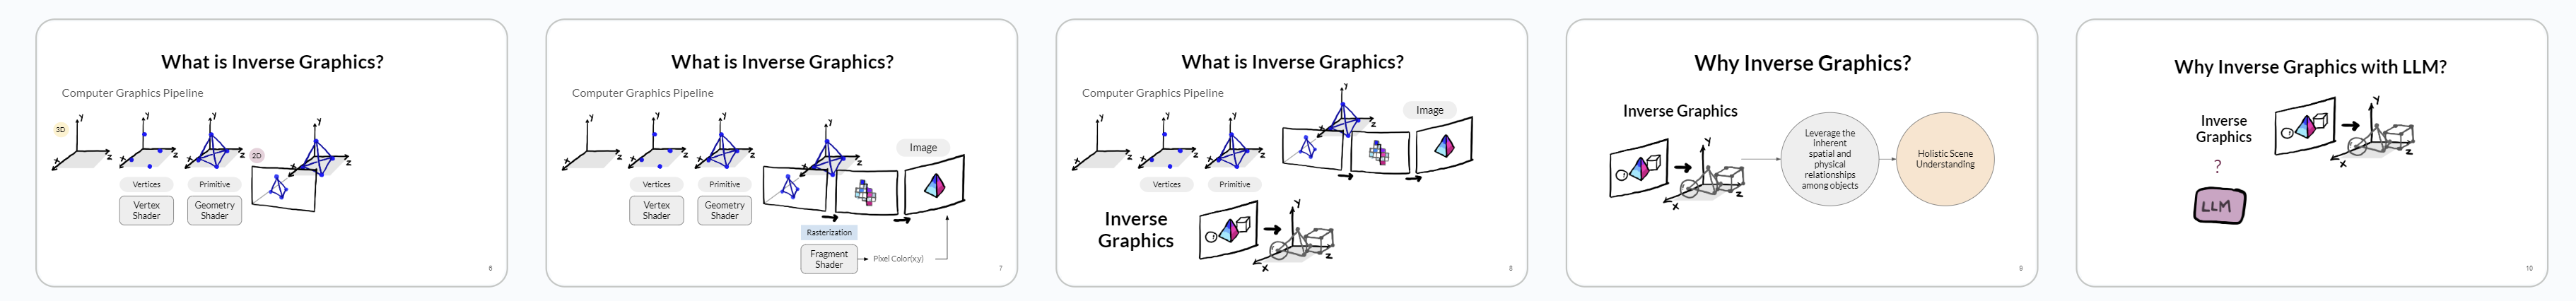 What is Inverse Graphics?
Computer Graphics Pipeline
3D
y
x
z
y
x
z
y
x
z
y
x
z
2D
Vertices
Primitive
Vertex
Shader
Geometry
Shader
6
What is Inverse Graphics?
Computer Graphics Pipeline
y
x
z
y
x
z
y
x
z
y
x
z
Image
Vertices
Primitive
Vertex
Shader
Geometry
Shader
Rasterization
Fragment
Shader
Pixel Color(x,y)
7
What is Inverse Graphics?
Computer Graphics Pipeline
y
x
z
y
x
z
y
x
z
y
z
Image
Vertices
Primitive
Inverse
Graphics
Y
X
Z
8
Why Inverse Graphics?
Inverse Graphics
Y
X
Z
Leverage the
inherent
spatial and
physical
relationships
among objects
Holistic Scene
Understanding
9
Why Inverse Graphics with LLM?
Inverse
Graphics
?
LLM
Y
X
Z
10